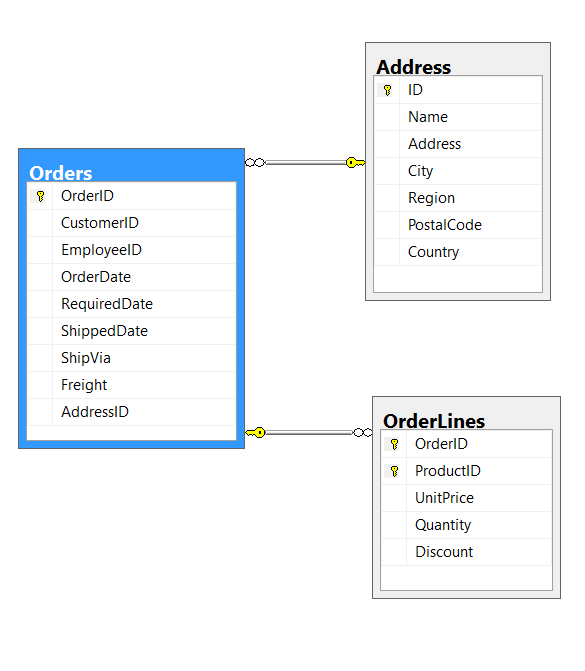 Orders
OrderID
CustomerID
EmployeeID
OrderDate
RequiredDate
ShippedDate
ShipVia
Freight
AddressID
Address
ID
Name
Address
City
Region
PostalCode
Country
OrderLines
OrderID
ProductID
UnitPrice
Quantity
Discount